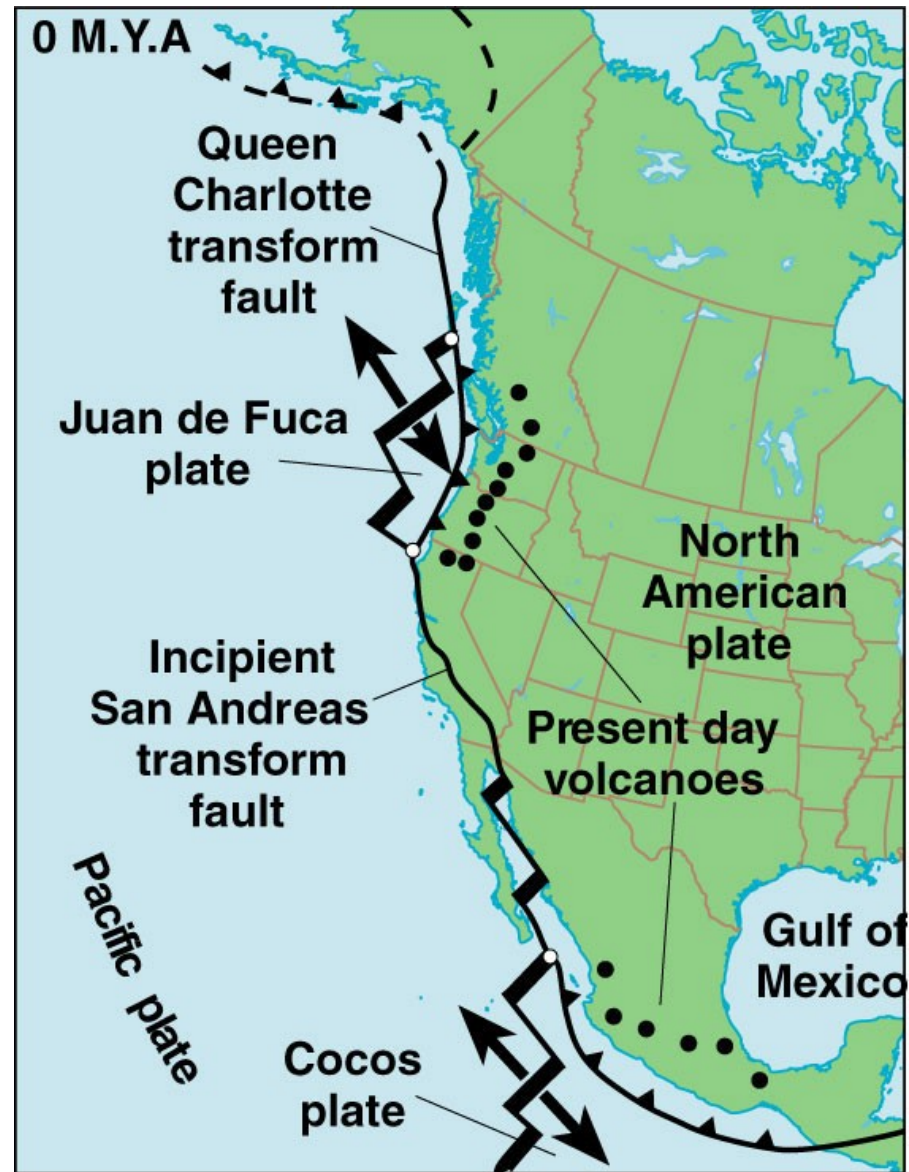 0 M.Y.A
Queen
Charlotte
transform
fault
Juan de Fuca
plate
North
American
plate
Incipient
San Andreas
transform
fault
Present day
volcanoes
Pacific plate
Gulf of
Mexico
Cocos
plate